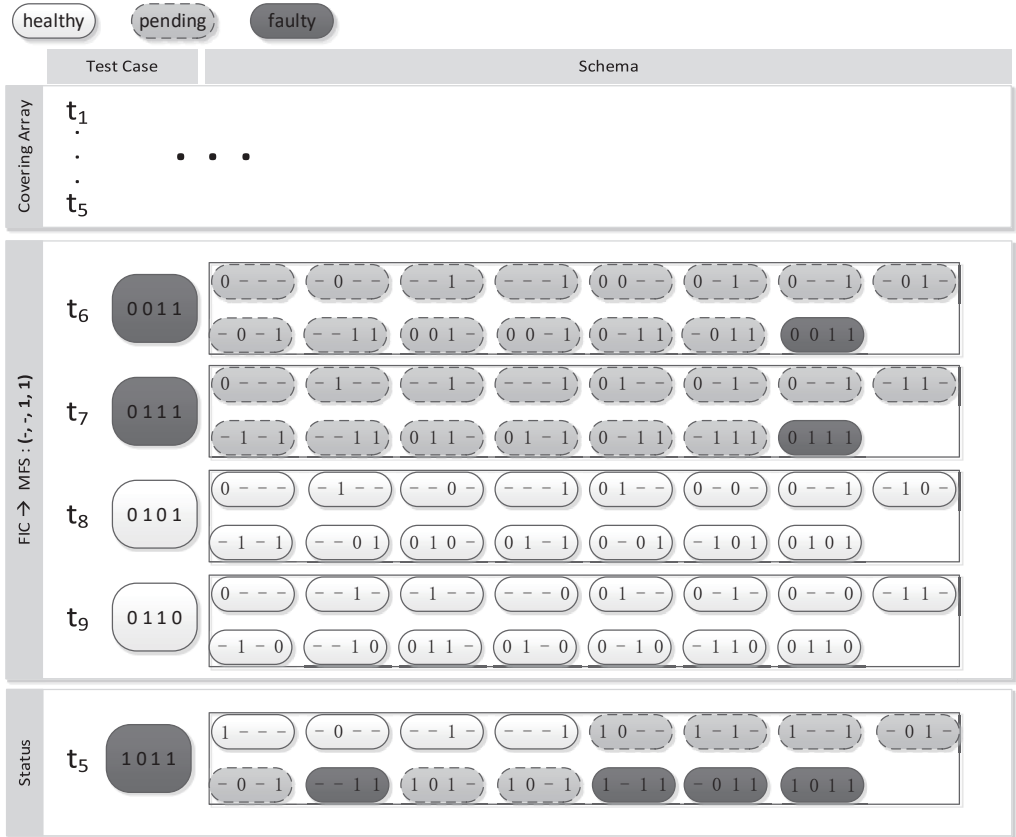 healthy pending faulty
Test Case Schema
Covering Array
t1
.
.
.
. . .
t5
FIC → MFS : (-, -, 1, 1)
t6 0011 0 - - - - 0 - - - - 1 - - - - 1 0 0 - - 0 - 1 - 0 - - 1 - 0 1 -
- 0 - 1 - - 1 1 0 0 1 - 0 0 - 1 0 - 1 1 - 0 1 1 0 0 1 1
t7 0111 0 - - - - 1 - - - - 1 - - - - 1 0 1 - - 0 - 1 - 0 - - 1 - 1 1 -
- 1 - 1 - - 1 1 0 1 1 - 0 1 - 1 0 - 1 1 - 1 1 1 0 1 1 1
t8 0101 0 - - - - 1 - - - - 0 - - - - 1 0 1 - - 0 - 0 - 0 - - 1 - 1 0 -
- 1 - 1 - - 0 1 0 1 0 - 0 1 - 1 0 - 0 1 - 1 0 1 0 1 0 1
t9 0110 0 - - - - - 1 - - 1 - - - - - 0 0 1 - - 0 - 1 - 0 - - 0 - 1 1 -
- 1 - 0 - - 1 0 0 1 1 - 0 1 - 0 0 - 1 0 - 1 1 0 0 1 1 0
Status
t5 1011 1 - - - - 0 - - - - 1 - - - - 1 1 0 - - 1 - 1 - 1 - - 1 - 0 1 -
- 0 - 1 - - 1 1 1 0 1 - 1 0 - 1 1 - 1 1 - 0 1 1 1 0 1 1